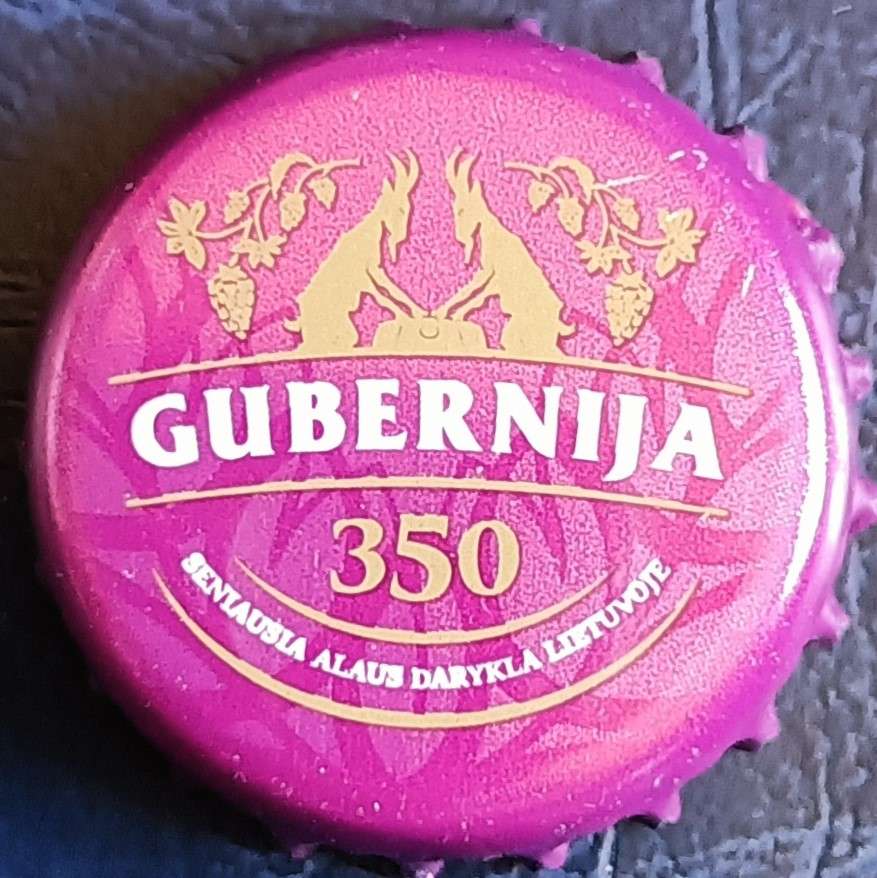 GUBERNIJA
350
SENIAUSIA ALAUS DARYKLA LIETUVOJE